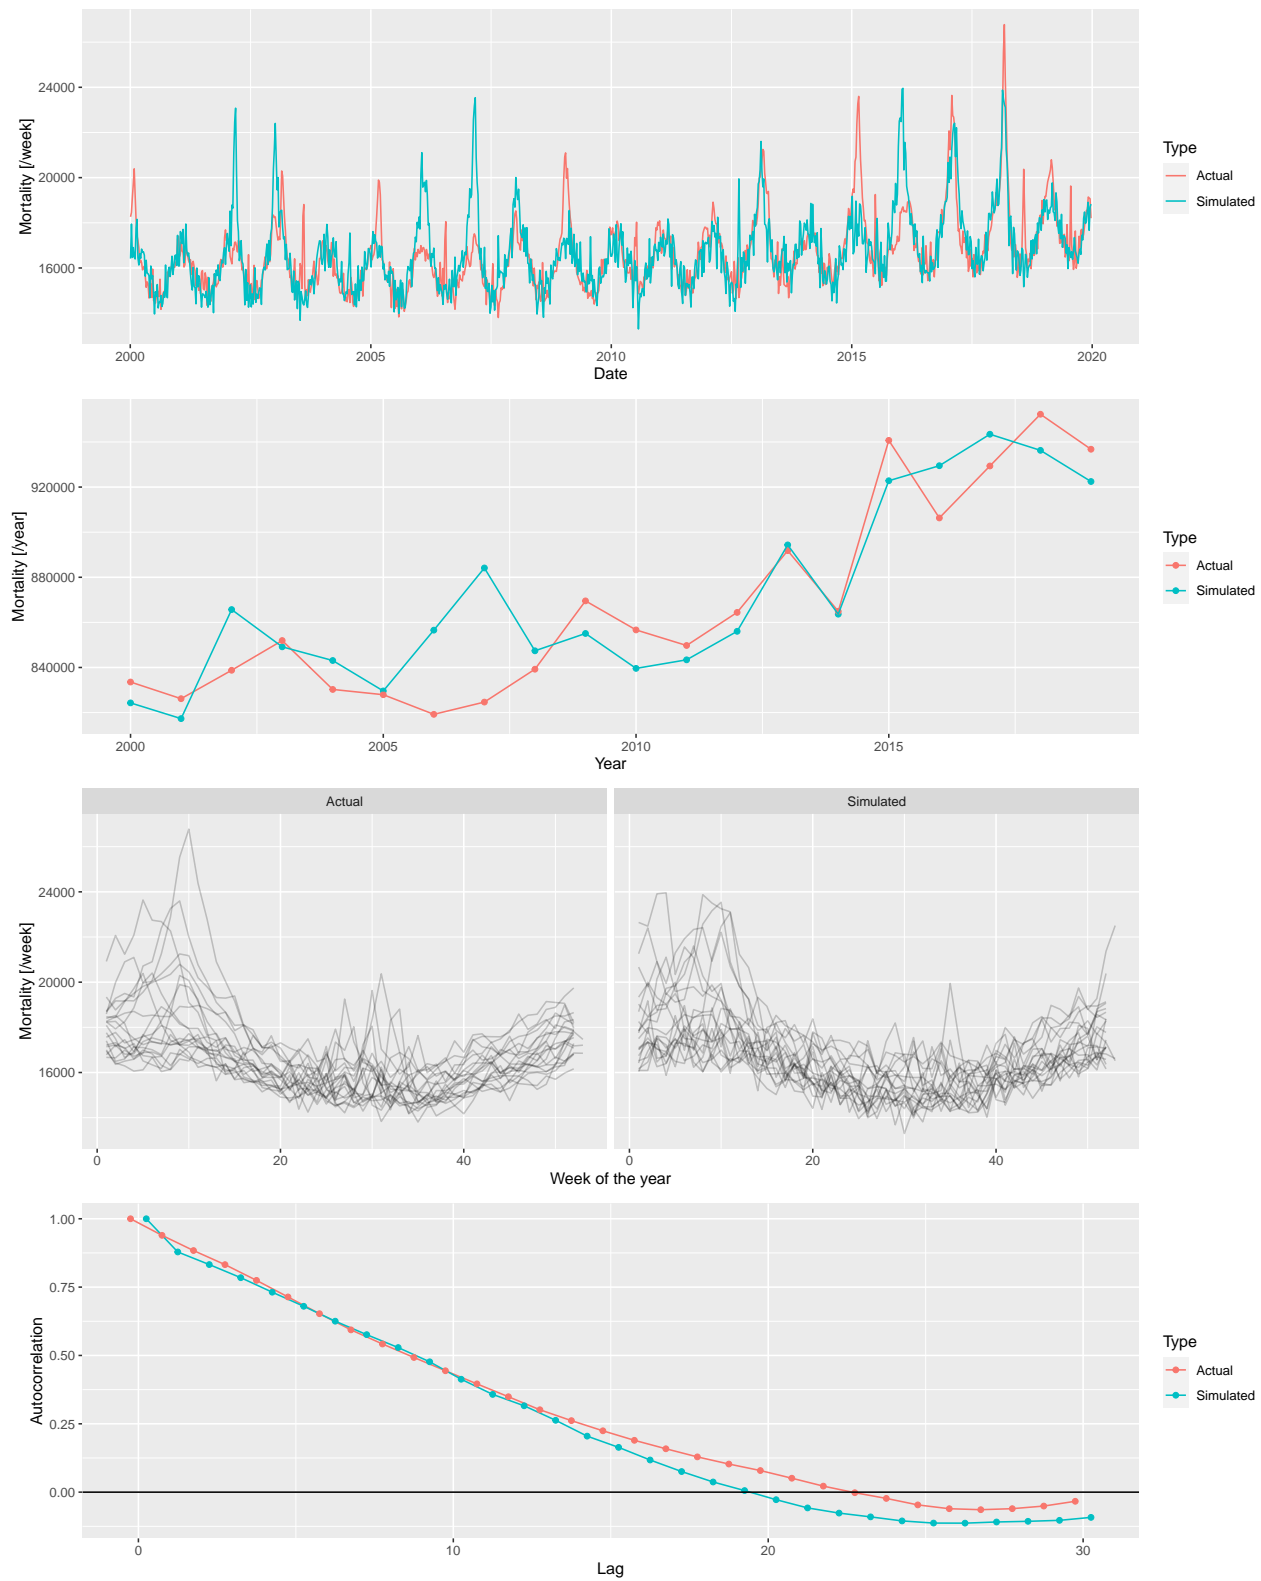 24000
20000
16000
Mortality [/week]
2000
2005
2010
2015
2020
Date
Type
Actual
Simulated
920000
880000
840000
Mortality [/year]
2000
2005
2010
2015
Year
Type
Actual
Simulated
Actual
Simulated
24000
20000
16000
Mortality [/week]
0
20
40
0
20
40
Week of the year
1.00
0.75
0.50
0.25
0.00
Autocorrelation
0
10
20
30
Lag
Type
Actual
Simulated